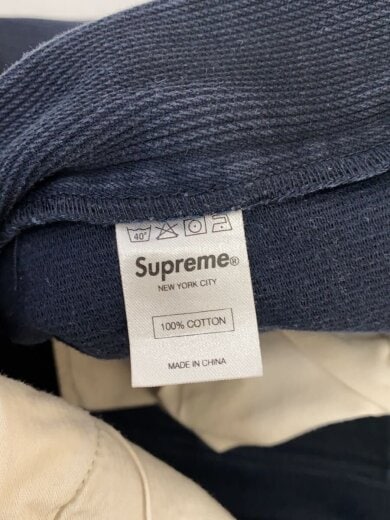 40°
Supreme®
NEW YORK CITY
100% COTTON
MADE IN CHINA